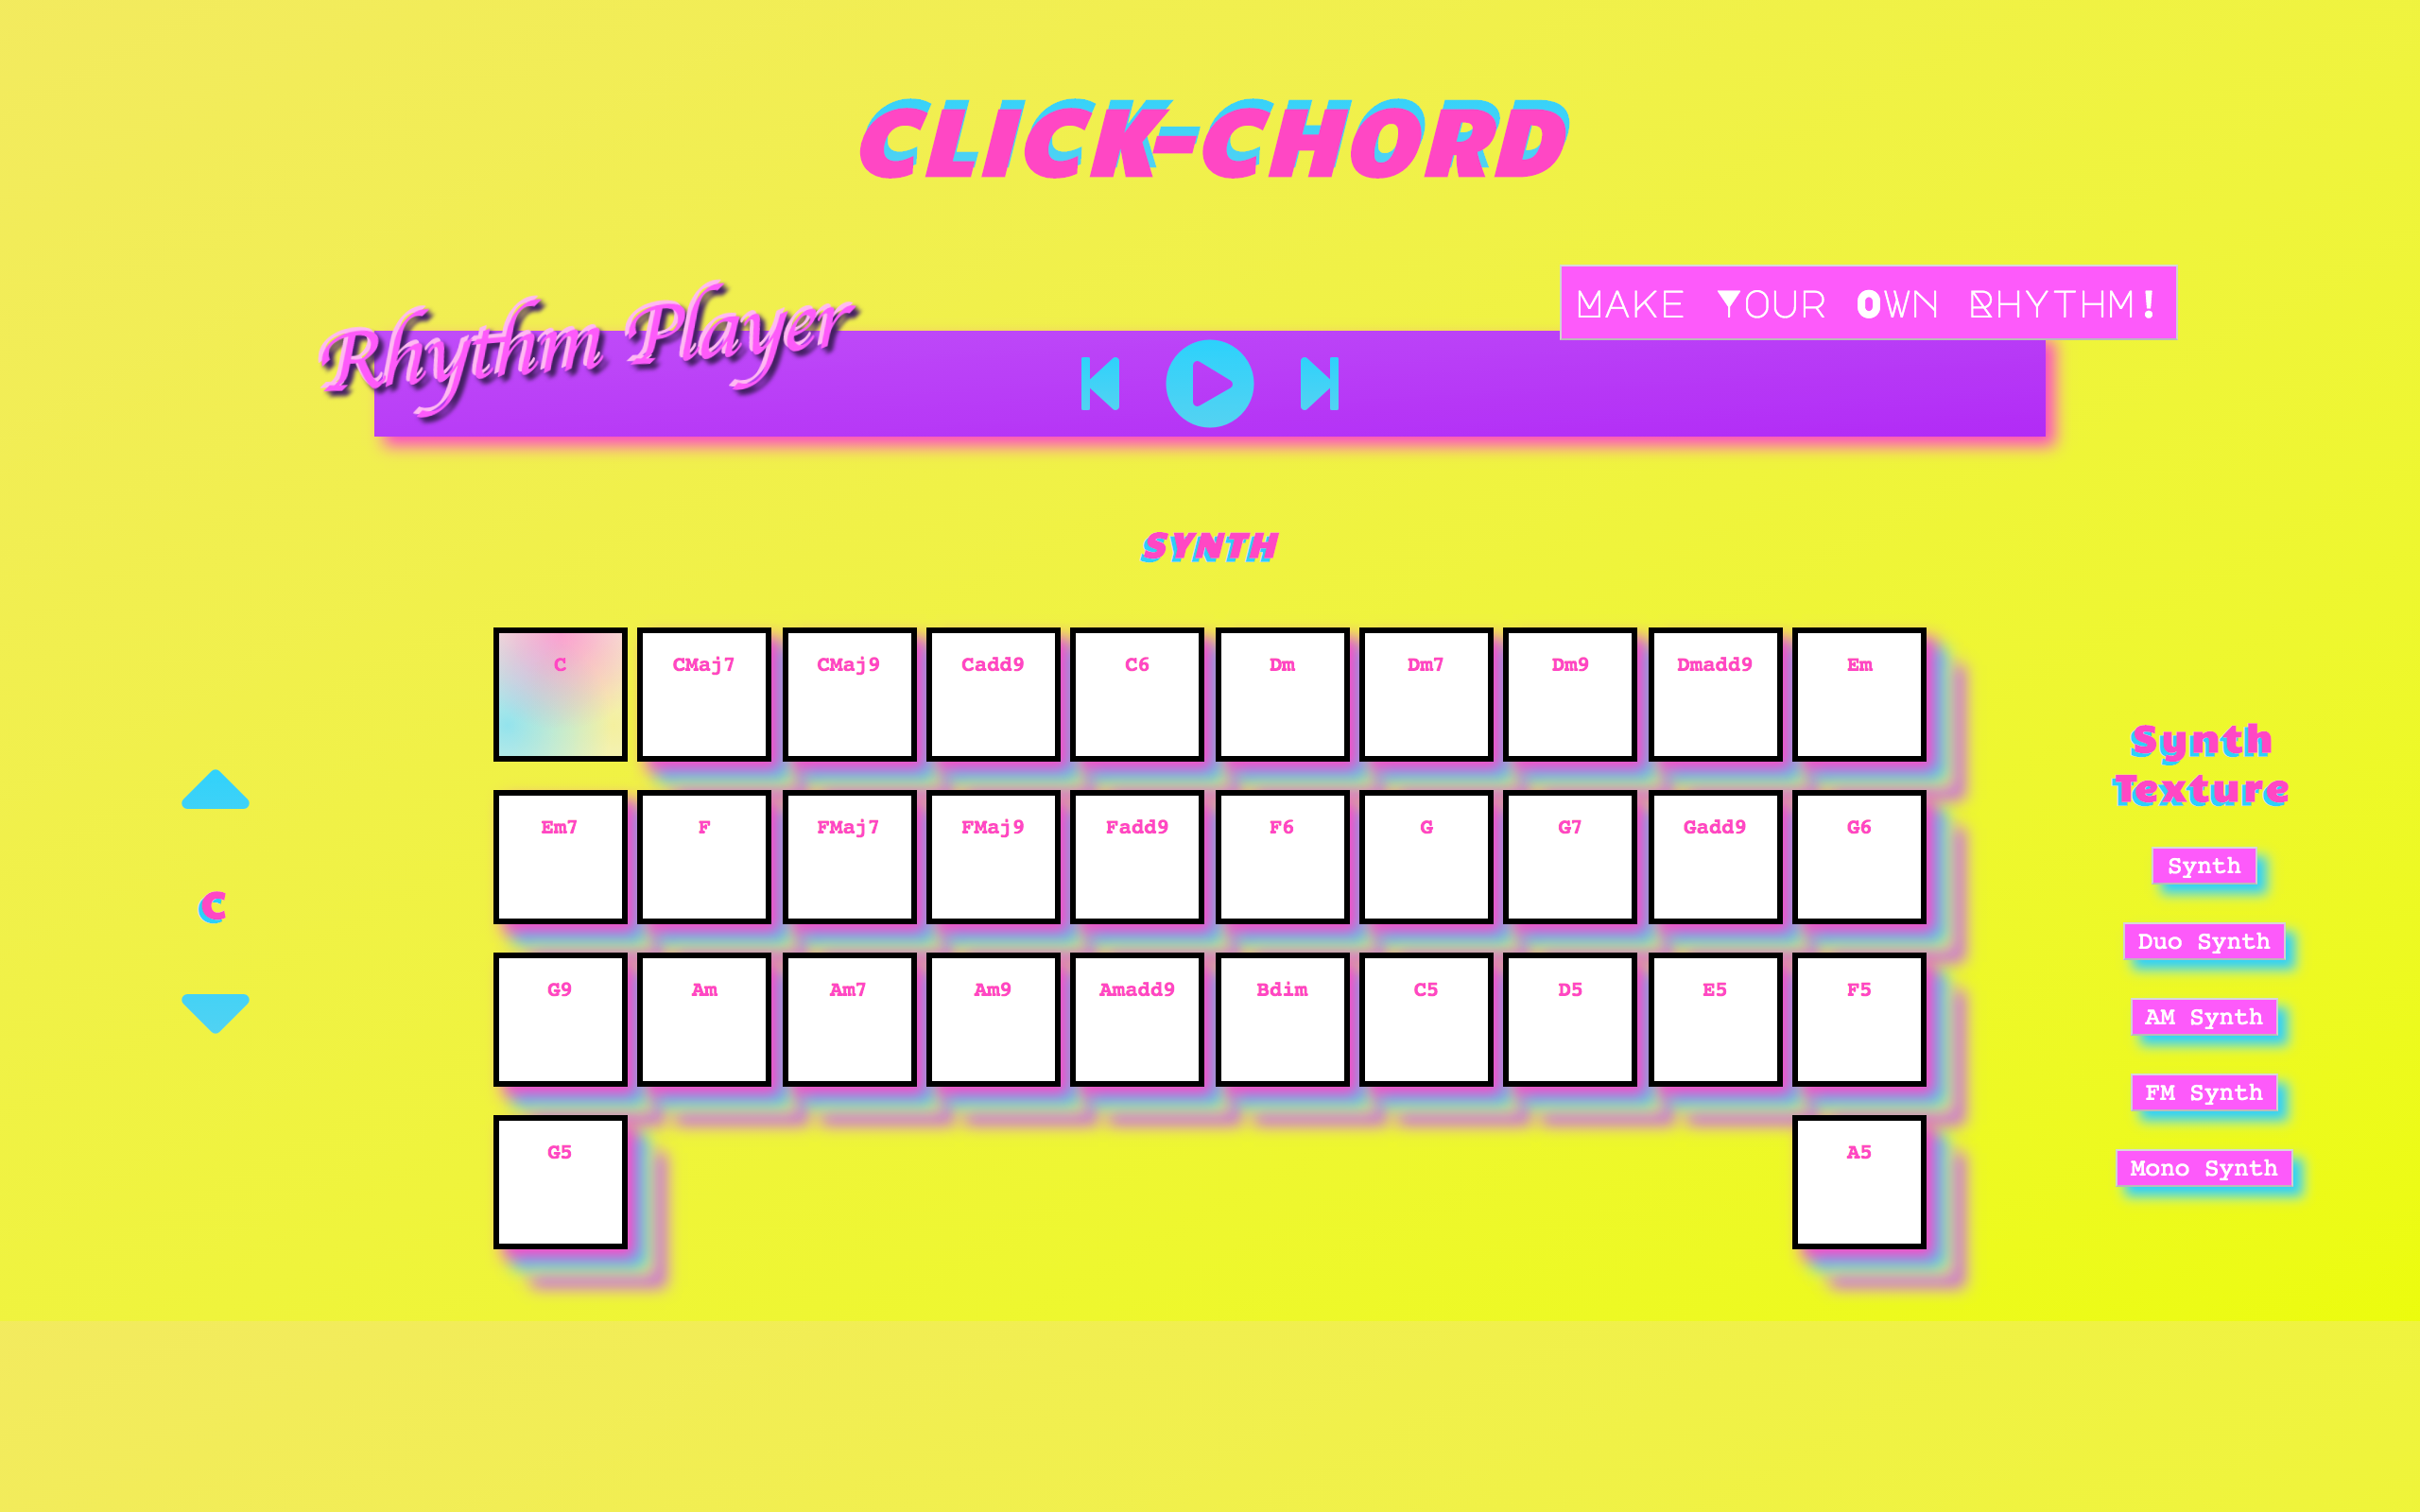 CLICK-CHORD
Rhythm Player
Make Your Own Rhythm!
SYNTH
C CMaj7 CMaj9 Cadd9 C6 Dm Dm7 Dm9 Dmadd9 Em
Em7 F FMaj7 FMaj9 Fadd9 F6 G G7 Gadd9 G6
G9 Am Am7 Am9 Amadd9 Bdim C5 D5 E5 F5
G5 A5
C
Synth
Texture
Synth
Duo Synth
AM Synth
FM Synth
Mono Synth